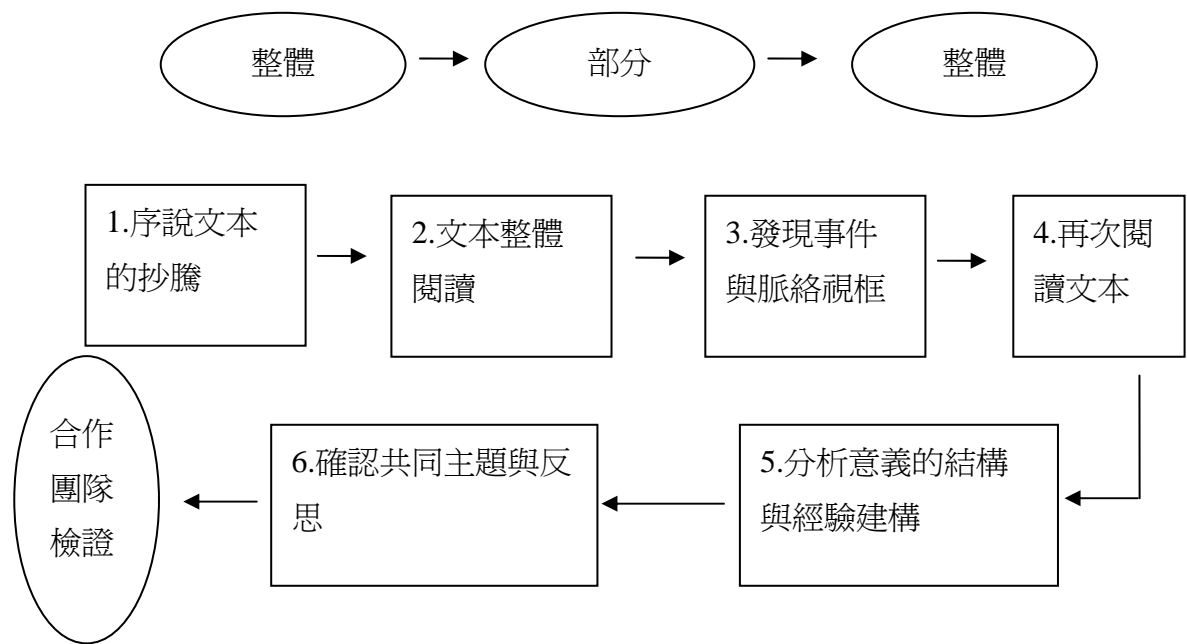 整體
部分
整體
1.序說文本
的抄騰
2.文本整體
閱讀
3.發現事件
與脈絡視框
4.再次閱
讀文本
5.分析意義的結構
與經驗建構
6.確認共同主題與反
思
合作
團隊
檢證